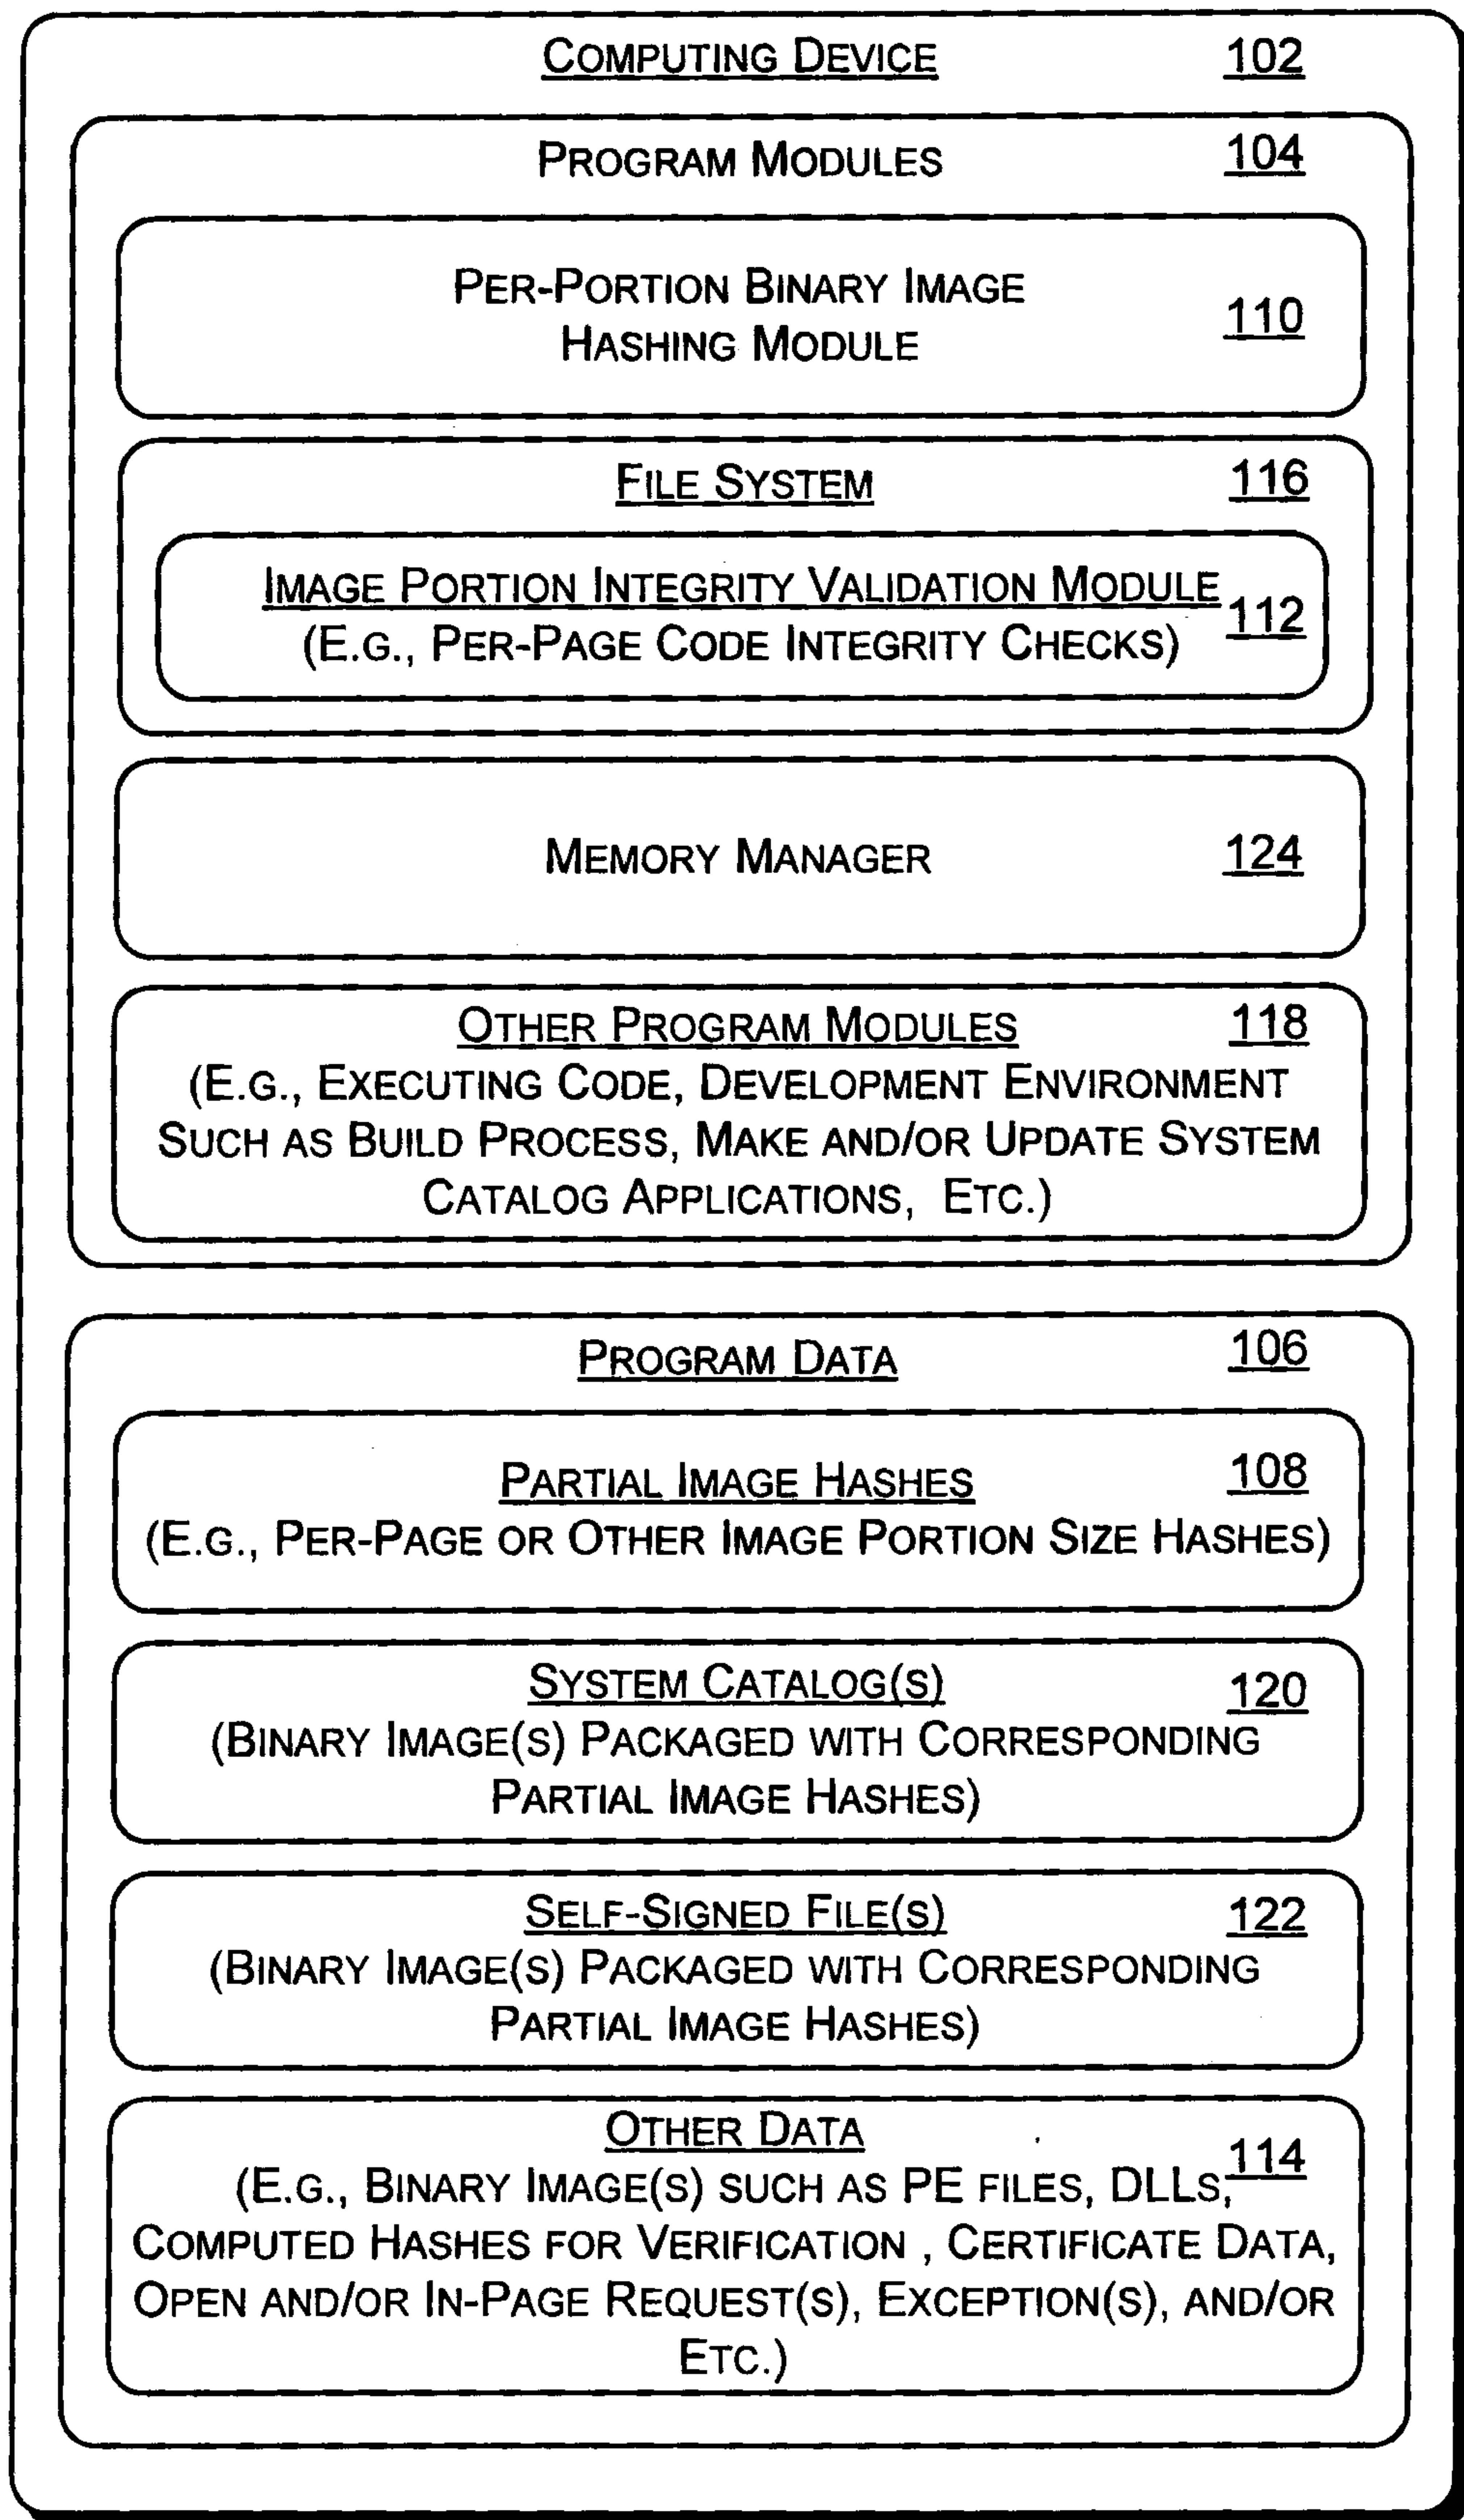 COMPUTING DEVICE 102
PROGRAM MODULES 104
PER-PORTION BINARY IMAGE
HASHING MODULE 110
FILE SYSTEM 116
IMAGE PORTION INTEGRITY VALIDATION MODULE
(E.G., PER-PAGE CODE INTEGRITY CHECKS) 112
MEMORY MANAGER 124
OTHER PROGRAM MODULES 118
(E.G., EXECUTING CODE, DEVELOPMENT ENVIRONMENT
SUCH AS BUILD PROCESS, MAKE AND/OR UPDATE SYSTEM
CATALOG APPLICATIONS, ETC.)
PROGRAM DATA 106
PARTIAL IMAGE HASHES 108
(E.G., PER-PAGE OR OTHER IMAGE PORTION SIZE HASHES)
SYSTEM CATALOG(S) 120
(BINARY IMAGE(S) PACKAGED WITH CORRESPONDING
PARTIAL IMAGE HASHES)
SELF-SIGNED FILE(S) 122
(BINARY IMAGE(S) PACKAGED WITH CORRESPONDING
PARTIAL IMAGE HASHES)
OTHER DATA 114
(E.G., BINARY IMAGE(S) SUCH AS PE FILES, DLLS,
COMPUTED HASHES FOR VERIFICATION , CERTIFICATE DATA,
OPEN AND/OR IN-PAGE REQUEST(S), EXCEPTION(S), AND/OR
ETC.)